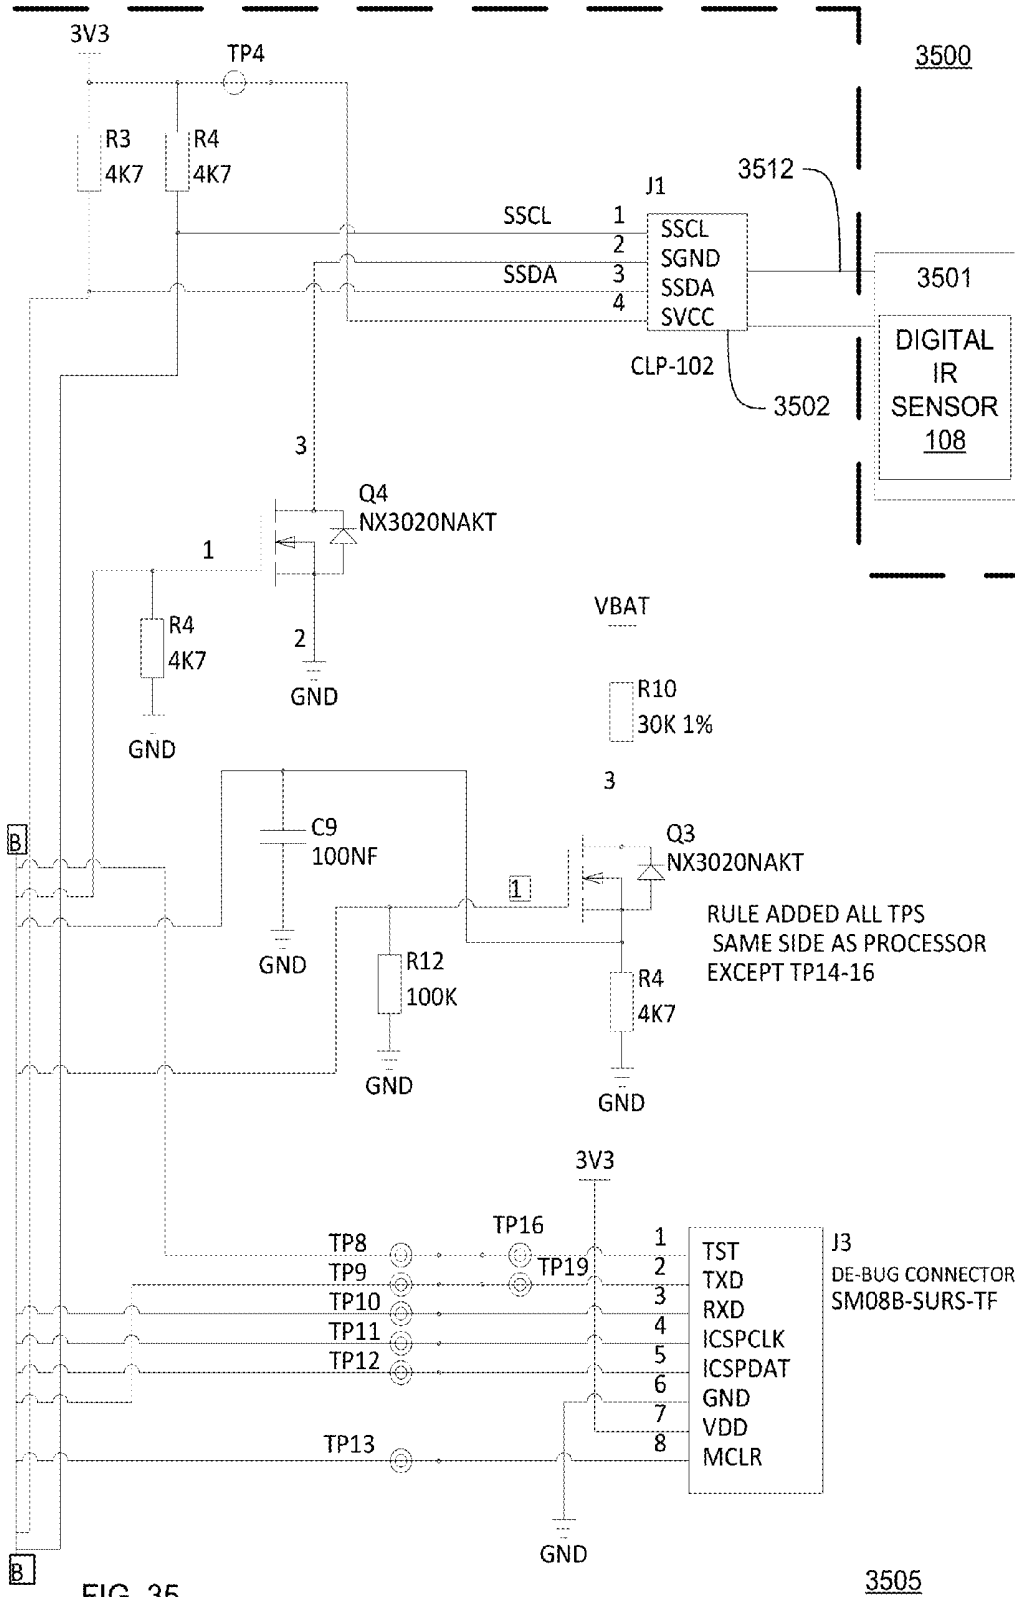 3500
3V3
TP4
R3
4K7
R4
4K7
3512
J1
SSCL
1
SSCL
2
SGND
SSDA
3
SSDA
4
SVCC
3501
CLP-102
3502
DIGITAL
IR
SENSOR
108
3
Q4
NX3020NAKT
1
R4
4K7
2
GND
GND
VBAT
R10
30K 1%
3
B
C9
100NF
Q3
NX3020NAKT
1
RULE ADDED ALL TPS
SAME SIDE AS PROCESSOR
EXCEPT TP14-16
GND
R12
100K
R4
4K7
GND
GND
3V3
TP8
TP16
1
TST
J3
TP9
TP19
2
TXD
DE-BUG CONNECTOR
TP10
3
RXD
SM08B-SURS-TF
TP11
4
ICSPCLK
TP12
5
ICSPDAT
6
GND
7
VDD
TP13
8
MCLR
GND
B
FIG. 35
3505